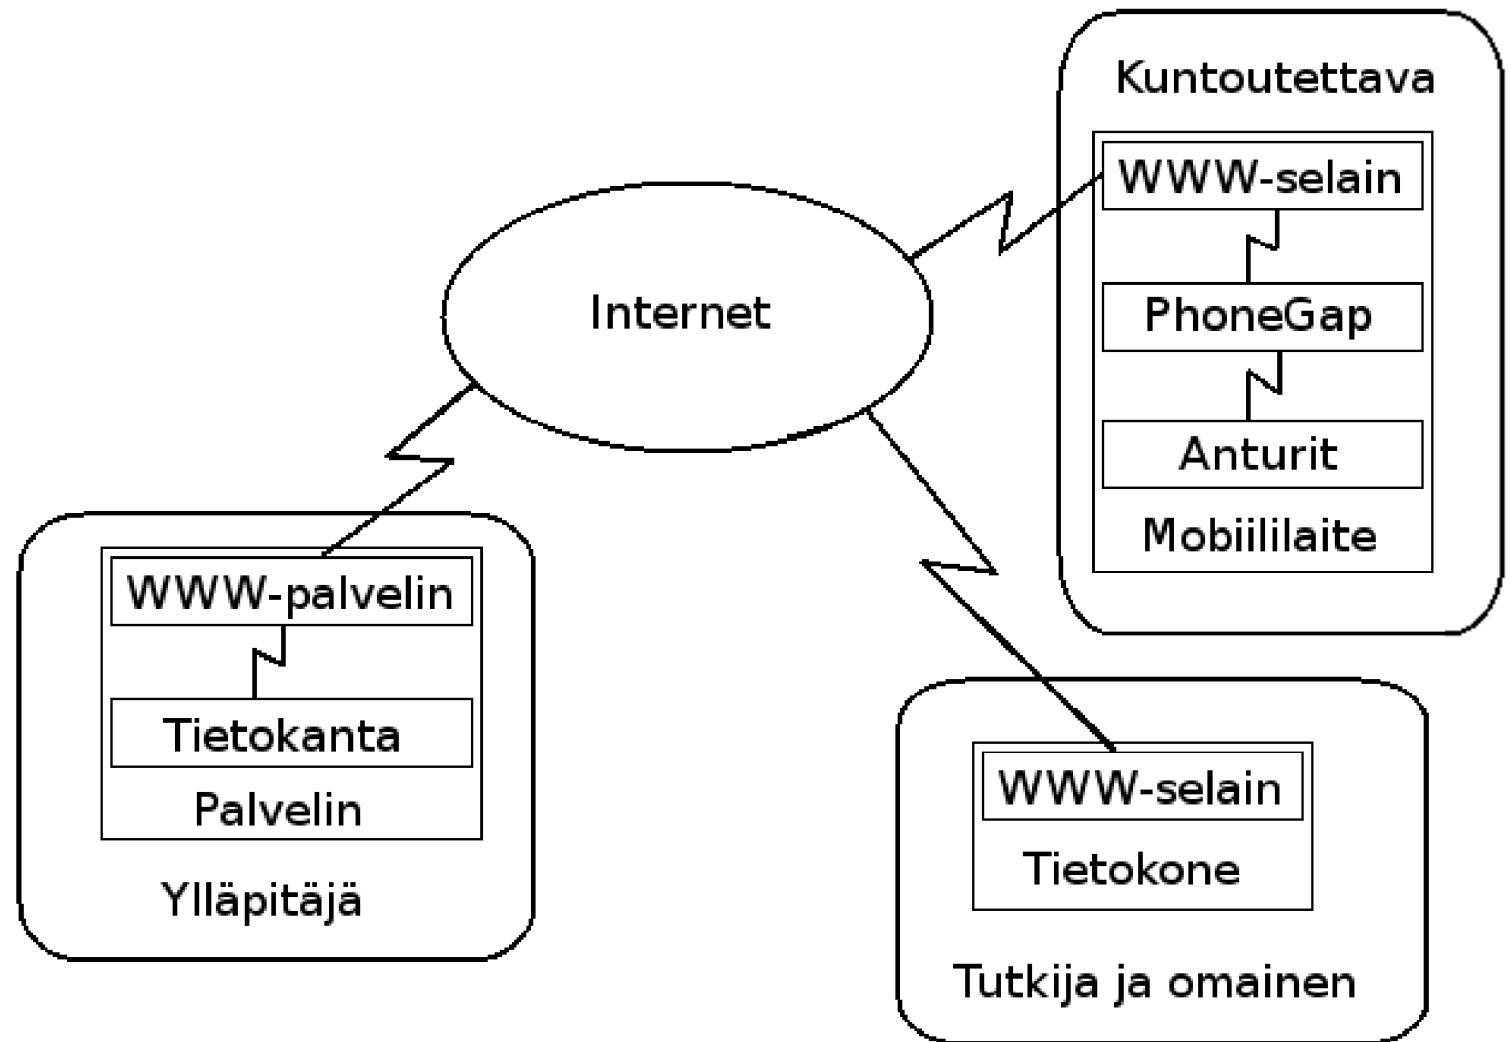 Kuntoutettava
WWW-selain
PhoneGap
Anturit
Mobiililaite
Internet
WWW-palvelin
Tietokanta
Palvelin
Ylläpitäjä
WWW-selain
Tietokone
Tutkija ja omainen